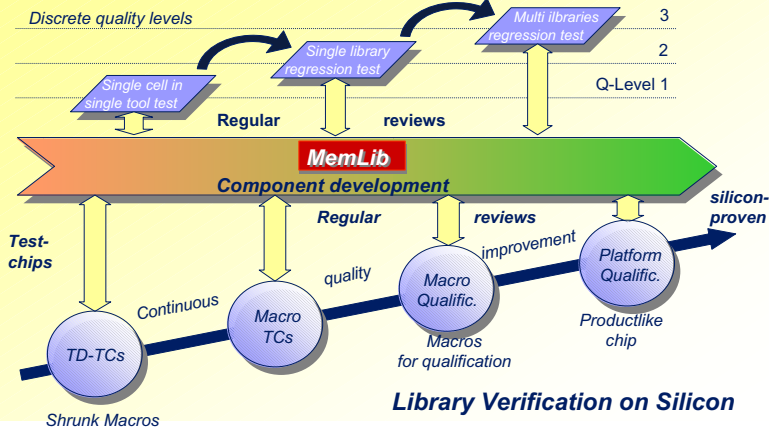 Discrete quality levels
Multi ilbraries
regression test
3
Single library
regression test
2
Single cell in
single tool test
Q-Level 1
Regular
reviews
MemLib
Component development
Regular
reviews
silicon-
proven
Test-
chips
Continuous
quality
improvement
TD-TCs
Macro
TCs
Macro
Qualific.
Platform
Qualific.
Shrunk Macros
Macros
for qualification
Productlike
chip
Library Verification on Silicon